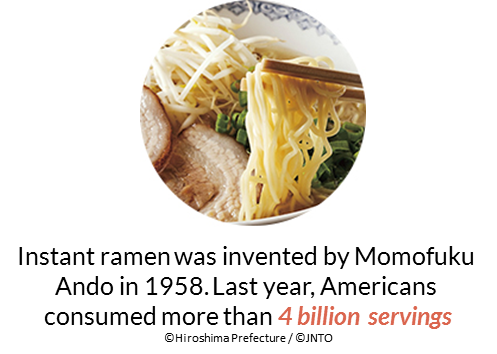 Instant ramen was invented by Momofuku
Ando in 1958. Last year, Americans
consumed more than 4 billion servings
©Hiroshima Prefecture / ©JNTO